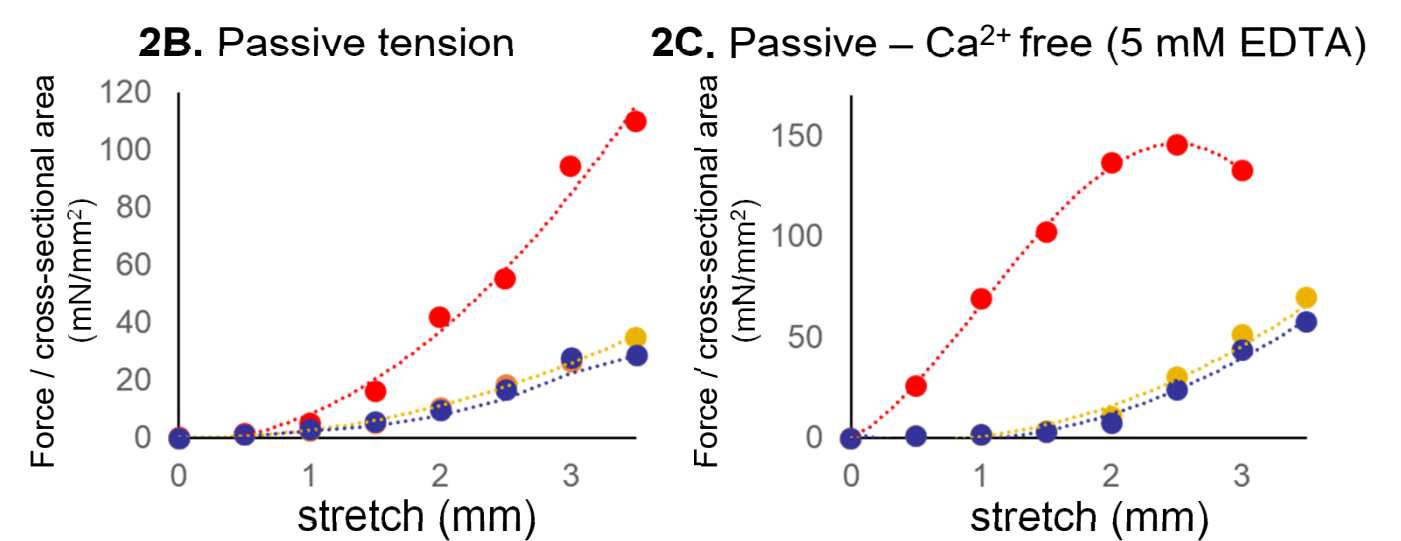 2B. Passive tension
Force / cross-sectional area
(mN/mm²)
120
100
80
60
40
20
0
0 1 2 3
stretch (mm)
2C. Passive – Ca²⁺ free (5 mM EDTA)
Force / cross-sectional area
(mN/mm²)
150
100
50
0
0 1 2 3
stretch (mm)